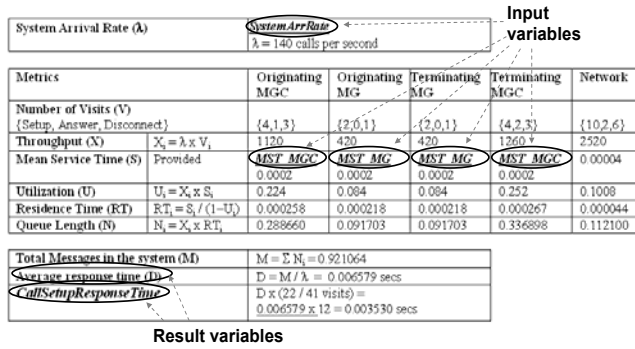 Input
variables
System Arrival Rate (λ) SystemArrRate
λ = 140 calls per second
Metrics Originating MGC Originating MG Terminating MG Terminating MGC Network
Number of Visits (V)
{Setup, Answer, Disconnect} {4,1,3} {2,0,1} {2,0,1} {4,2,3} {10,2,6}
Throughput (X) Xi = λ x Vi 1120 420 420 1260 2520
Mean Service Time (S) Provided MST_MGC MST_MG MST_MG MST_MGC 0.00004
0.0002 0.0002 0.0002 0.0002
Utilization (U) Ui = Xi x Si 0.224 0.084 0.084 0.252 0.1008
Residence Time (RT) RTi = Si / (1–Ui) 0.000258 0.000218 0.000218 0.000267 0.000044
Queue Length (N) Ni = Xi x RTi 0.288660 0.091703 0.091703 0.336898 0.112100
Total Messages in the system (M) M = Σ Ni = 0.921064
Average response time (D) D = M / λ = 0.006579 secs
CallSetupResponseTime D x (22 / 41 visits) =
0.006579 x 12 = 0.003530 secs
Result variables